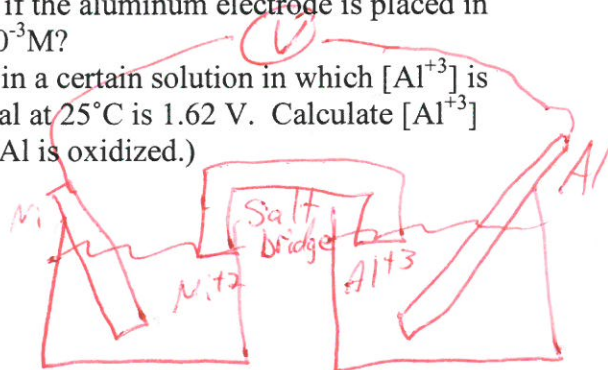 if the aluminum electrode is placed in
0⁻³M?
in a certain solution in which [Al⁺³] is
al at 25°C is 1.62 V. Calculate [Al⁺³]
Al is oxidized.)
V
Ni
Salt
bridge
Al
Ni+2
Al+3